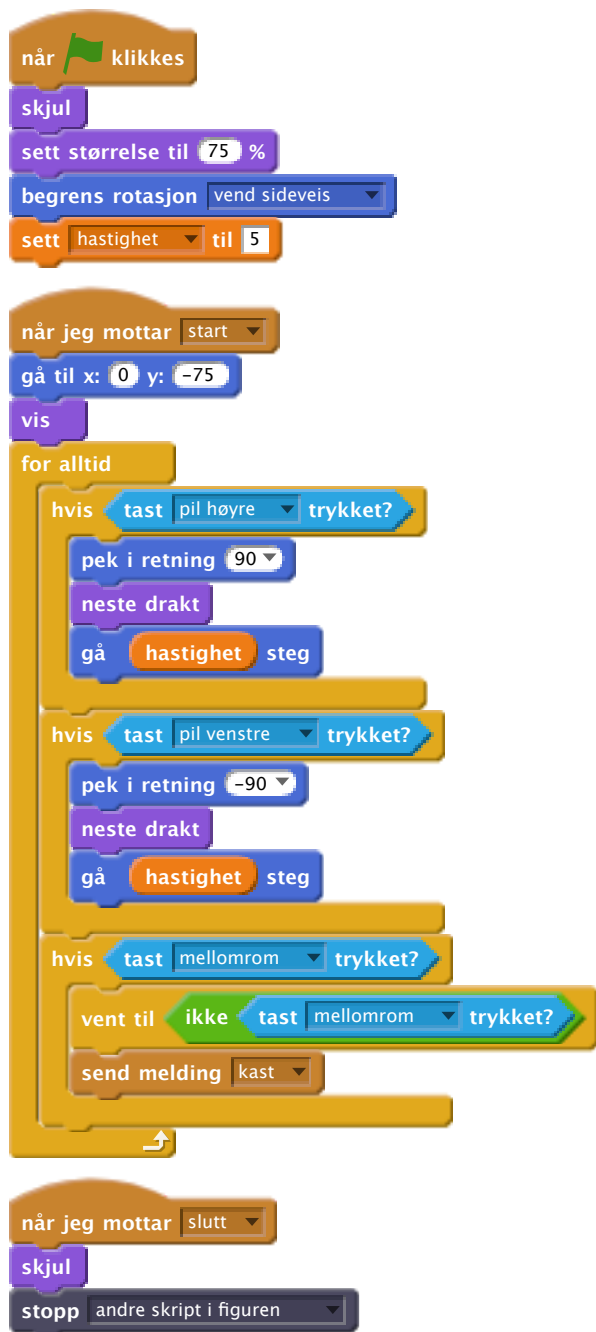 når klikkes
skjul
sett størrelse til 75 %
begrens rotasjon vend sideveis
sett hastighet til 5
når jeg mottar start
gå til x: 0 y: -75
vis
for alltid
hvis tast pil høyre trykket?
pek i retning 90
neste drakt
gå hastighet steg
hvis tast pil venstre trykket?
pek i retning -90
neste drakt
gå hastighet steg
hvis tast mellomrom trykket?
vent til ikke tast mellomrom trykket?
send melding kast
når jeg mottar slutt
skjul
stopp andre skript i figuren